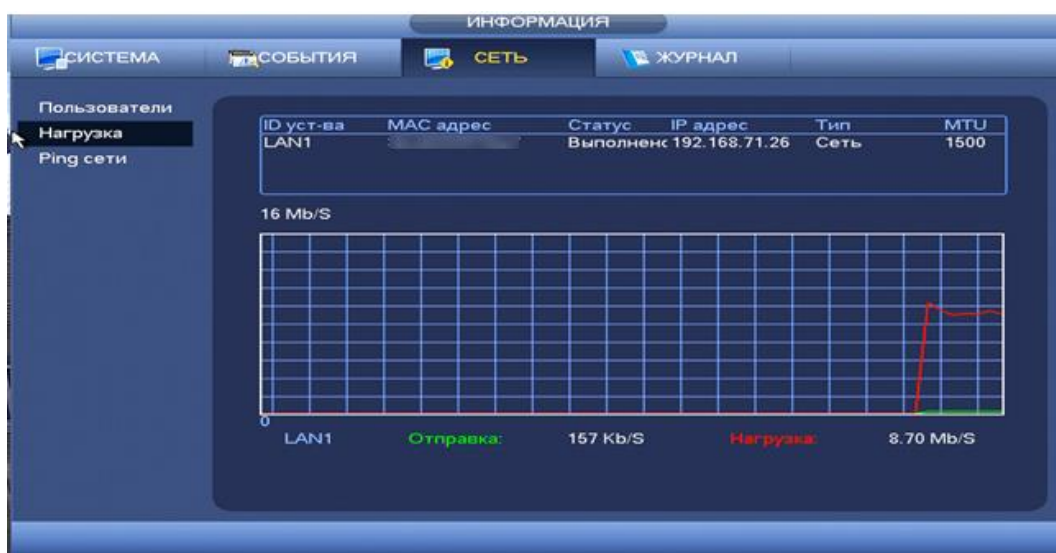 ИНФОРМАЦИЯ
СИСТЕМА СОБЫТИЯ СЕТЬ ЖУРНАЛ
Пользователи
Нагрузка
Ping сети
ID уст-ва MAC адрес Статус IP адрес Тип MTU
LAN1 Выполненс 192.168.71.26 Сеть 1500
16 Mb/S
0
LAN1 Отправка: 157 Kb/S Нагрузка: 8.70 Mb/S